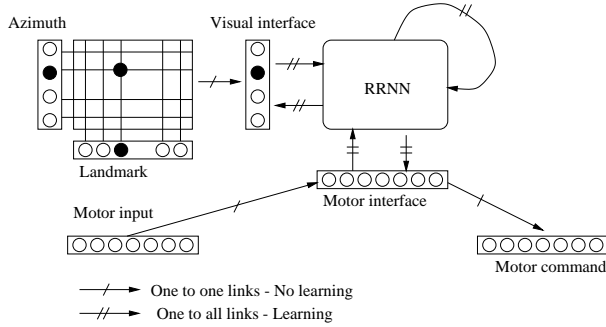 Azimuth
Visual interface
RRNN
Landmark
Motor interface
Motor input
Motor command
One to one links - No learning
One to all links - Learning